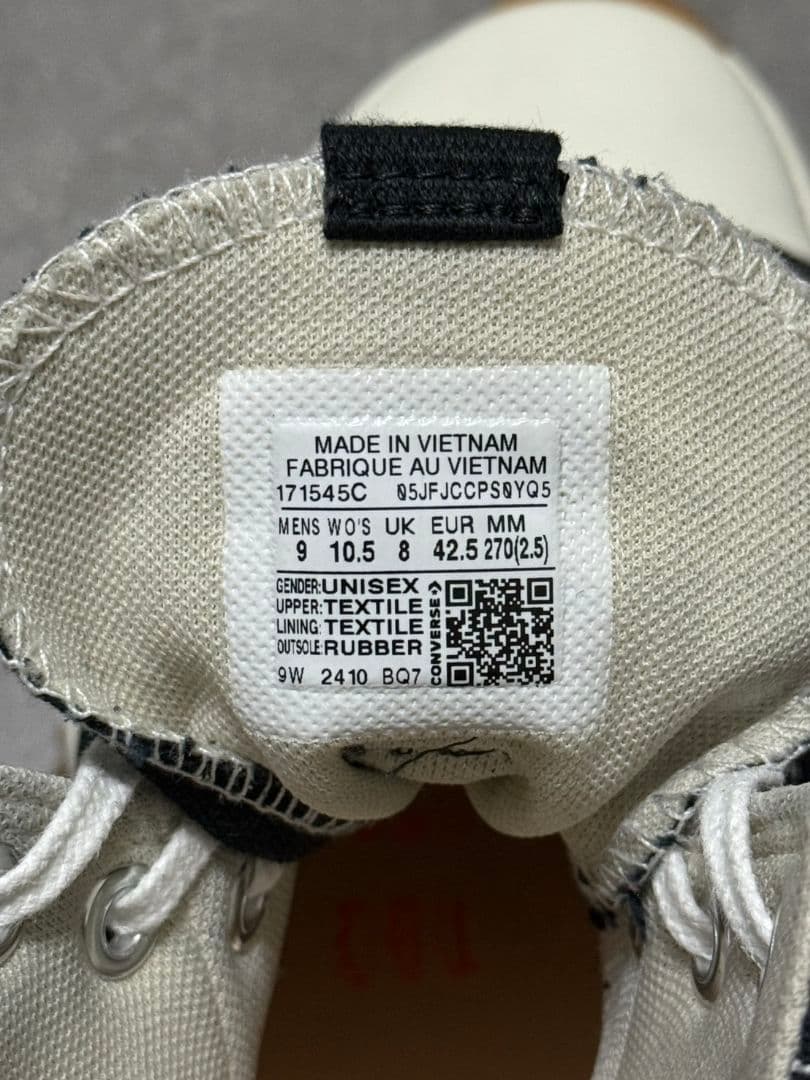 MADE IN VIETNAM
FABRIQUE AU VIETNAM
171545C 05JFJCCPS0YQ5
MENS WO'S UK EUR MM
9 10.5 8 42.5 270(2.5)
GENDER:UNISEX
UPPER:TEXTILE
LINING:TEXTILE
OUTSOLE:RUBBER
CONVERSE
9W 2410 BQ7